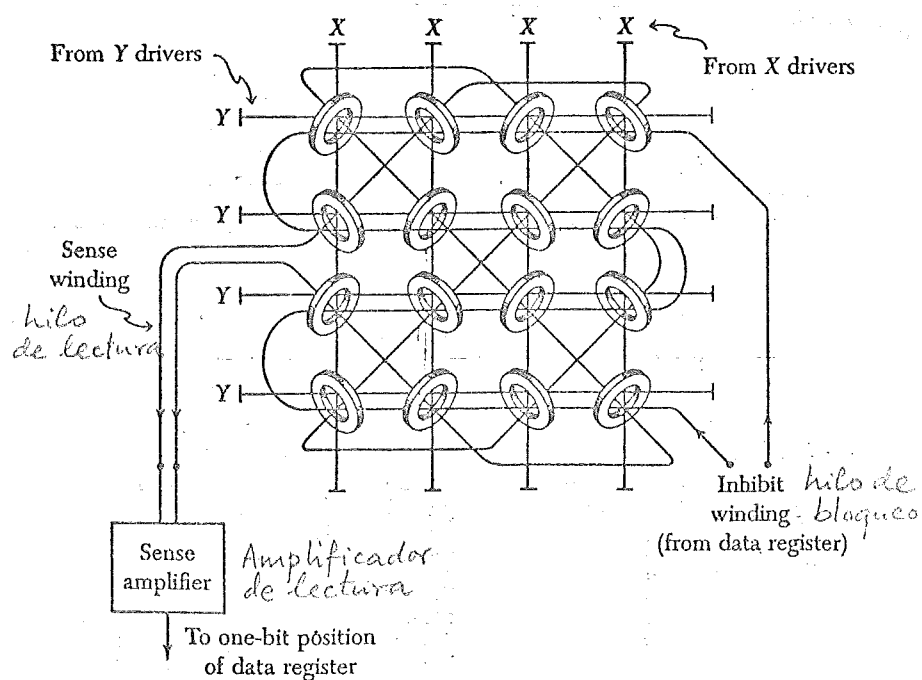 X X X X
From Y drivers
From X drivers
Y
Y
Sense
winding
hilo
de lectura
Y
Y
Inhibit hilo de
winding - bloqueo
(from data register)
Sense
amplifier
Amplificador
de lectura
To one-bit position
of data register